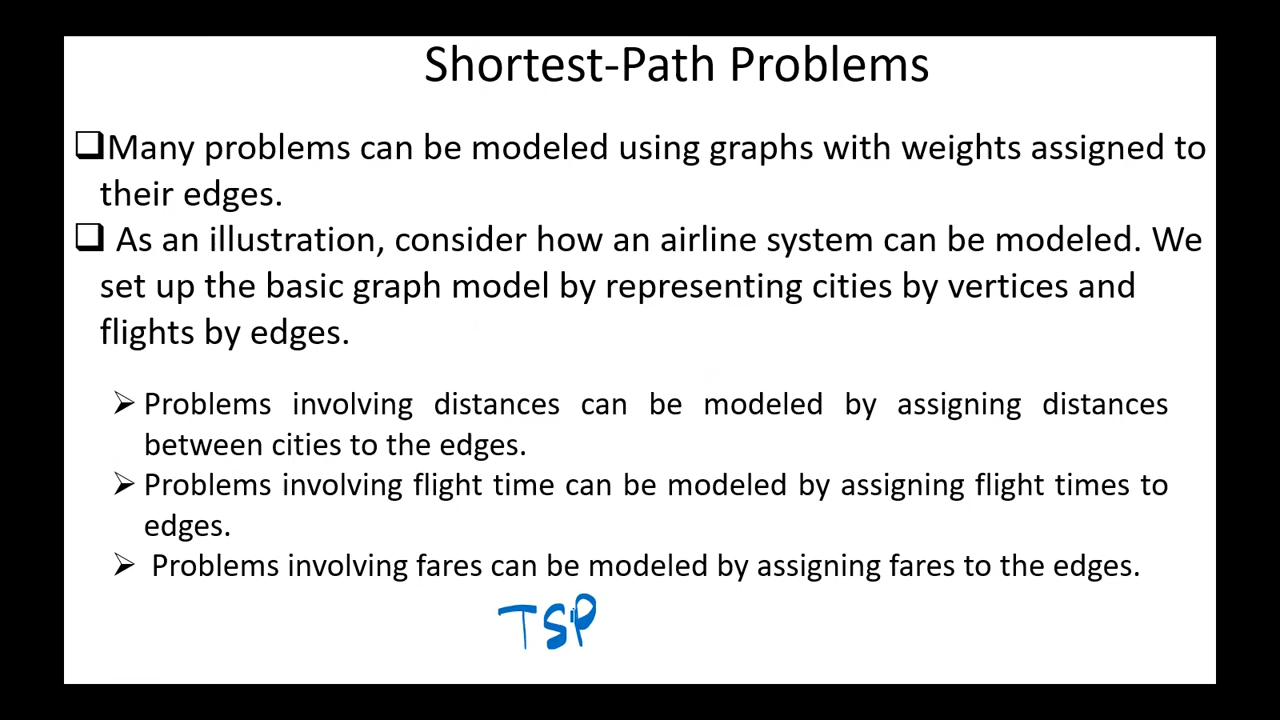 Shortest-Path Problems
❑Many problems can be modeled using graphs with weights assigned to
their edges.
❑ As an illustration, consider how an airline system can be modeled. We
set up the basic graph model by representing cities by vertices and
flights by edges.
➢ Problems involving distances can be modeled by assigning distances
between cities to the edges.
➢ Problems involving flight time can be modeled by assigning flight times to
edges.
➢ Problems involving fares can be modeled by assigning fares to the edges.
TSP